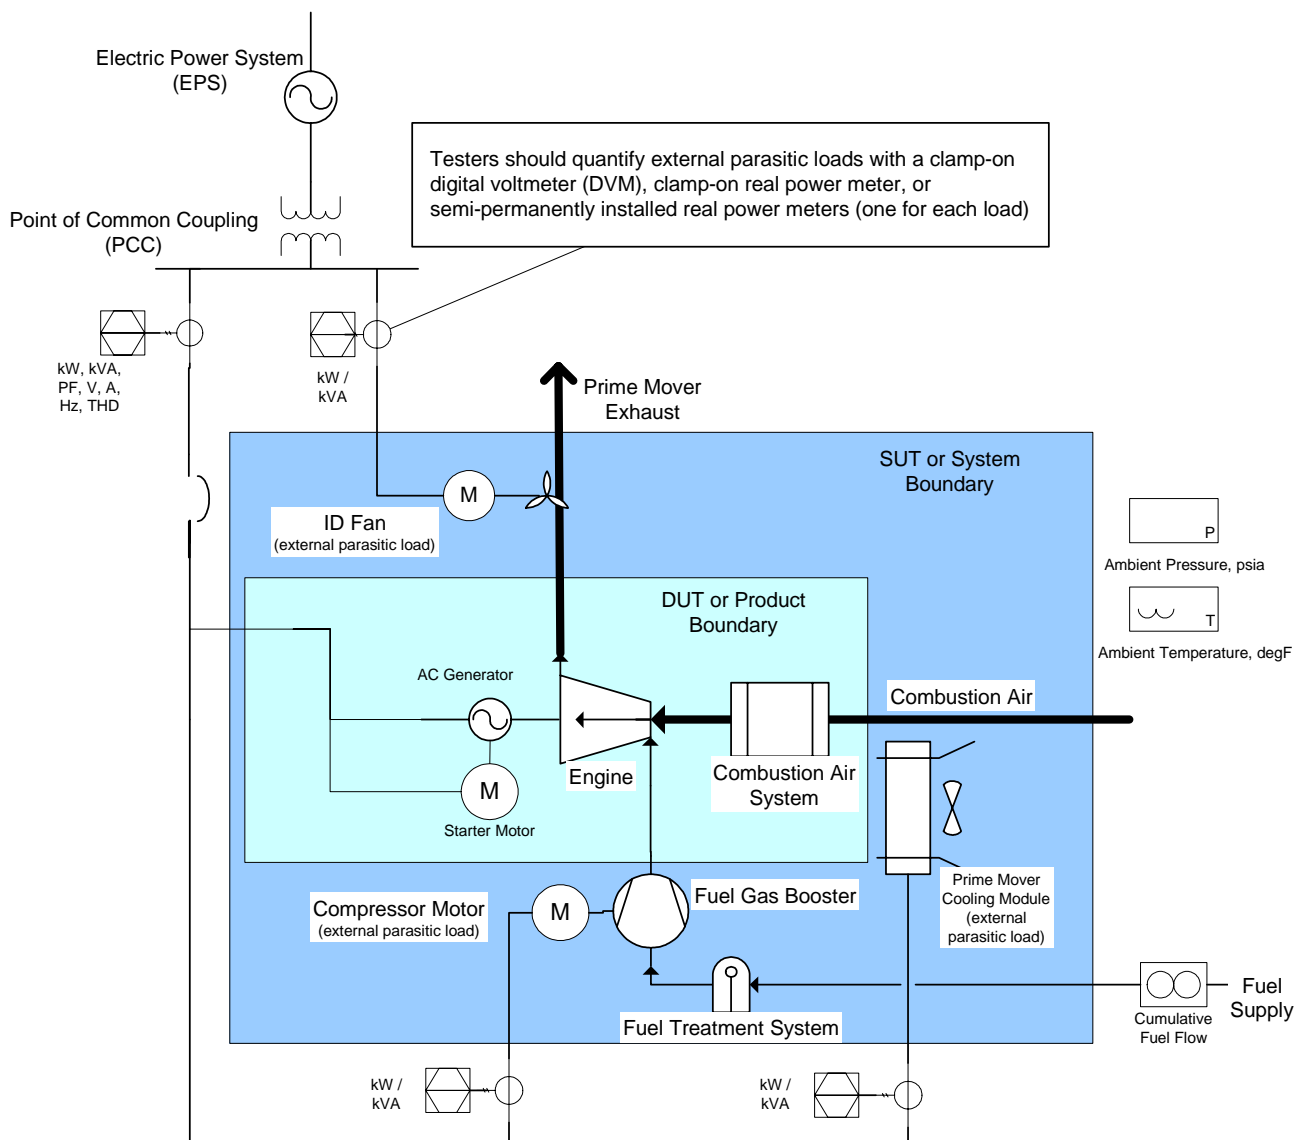 Electric Power System
(EPS)
Testers should quantify external parasitic loads with a clamp-on
digital voltmeter (DVM), clamp-on real power meter, or
semi-permanently installed real power meters (one for each load)
Point of Common Coupling
(PCC)
kW, kVA,
PF, V, A,
Hz, THD
kW /
kVA
Prime Mover
Exhaust
SUT or System
Boundary
M
ID Fan
(external parasitic load)
P
Ambient Pressure, psia
T
Ambient Temperature, degF
DUT or Product
Boundary
AC Generator
Combustion Air
Engine
Combustion Air
System
M
Starter Motor
Prime Mover
Cooling Module
(external
parasitic load)
Fuel Gas Booster
Compressor Motor
(external parasitic load)
M
Fuel Treatment System
Cumulative
Fuel Flow
Fuel
Supply
kW /
kVA
kW /
kVA